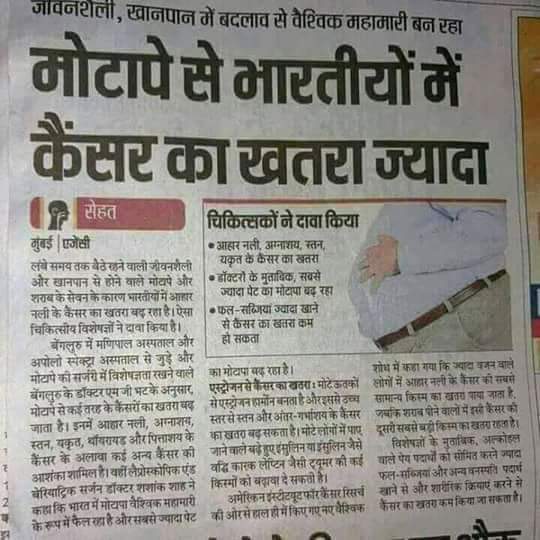 जीवनशैली, खानपान में बदलाव से वैश्विक महामारी बन रहा
मोटापे से भारतीयों में
कैंसर का खतरा ज्यादा
सेहत
मुंबई | एजेंसी
लंबे समय तक बैठे रहने वाली जीवनशैली
और खानपान से होने वाले मोटापे और
शराब के सेवन के कारण भारतीयों में आहार
नली के कैंसर का खतरा बढ़ रहा है। ऐसा
चिकित्सीय विशेषज्ञों ने दावा किया है।
बेंगलुरु में मणिपाल अस्पताल और
अपोलो स्पेक्ट्रा अस्पताल से जुड़े और
मोटापे की सर्जरी में विशेषज्ञता रखने वाले
बेंगलुरु के डॉक्टर एम जी भट के अनुसार,
मोटापे से कई तरह के कैंसरों का खतरा बढ़
जाता है। इनमें आहार नली, अग्नाशय,
स्तन, यकृत, थॉयरायड और पित्ताशय के
कैंसर के अलावा कई अन्य कैंसर की
आशंका शामिल है। वहीं लैप्रोस्कोपिक एंड
बेरियाट्रिक सर्जन डॉक्टर शशांक शाह ने
कहा कि भारत में मोटापा वैश्विक महामारी
के रूप में फैल रहा है और सबसे ज्यादा पेट
चिकित्सकों ने दावा किया
• आहार नली, अग्नाशय, स्तन,
यकृत के कैंसर का खतरा
• डॉक्टरों के मुताबिक, सबसे
ज्यादा पेट का मोटापा बढ़ रहा
• फल-सब्जियां ज्यादा खाने
से कैंसर का खतरा कम
हो सकता
का मोटापा बढ़ रहा है।
एस्ट्रोजन से कैंसर का खतरा: मोटे ऊतकों
से एस्ट्रोजन हार्मोन बनता है और इससे उच्च
स्तर से स्तन और अंतर-गर्भाशय के कैंसर
का खतरा बढ़ सकता है। मोटे लोगों में पाए
जाने वाले बढ़े हुए इंसुलिन या इंसुलिन जैसे
वृद्धि कारक लेप्टिन जैसी ट्यूमर की कई
किस्मों को बढ़ावा दे सकते हैं।
अमेरिकन इंस्टीट्यूट फॉर कैंसर रिसर्च
की ओर से हाल ही में किए गए नए वैश्विक
शोध में कहा गया कि ज्यादा वजन वाले
लोगों में आहार नली के कैंसर की सबसे
सामान्य किस्म का खतरा पाया जाता है,
जबकि शराब पीने वालों में इसी कैंसर की
दूसरी सबसे बड़ी किस्म का खतरा रहता है।
विशेषज्ञों के मुताबिक, अल्कोहल
वाले पेय पदार्थों को सीमित करने ज्यादा
फल-सब्जियां और अन्य वनस्पति पदार्थ
खाने से और शारीरिक क्रियाएं करने से
कैंसर का खतरा कम किया जा सकता है।